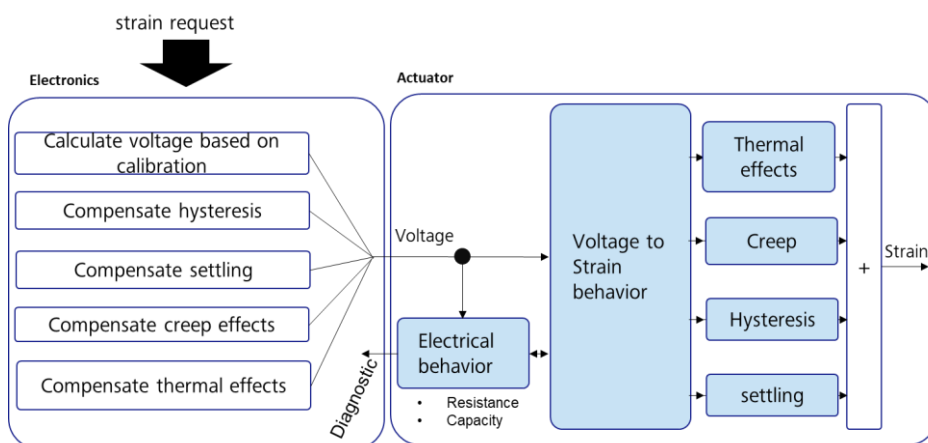 strain request
Electronics
Actuator
Calculate voltage based on
calibration
Compensate hysteresis
Compensate settling
Compensate creep effects
Compensate thermal effects
Voltage
Diagnostic
Electrical
behavior
• Resistance
• Capacity
Voltage to
Strain
behavior
Thermal
effects
Creep
Hysteresis
settling
+
Strain